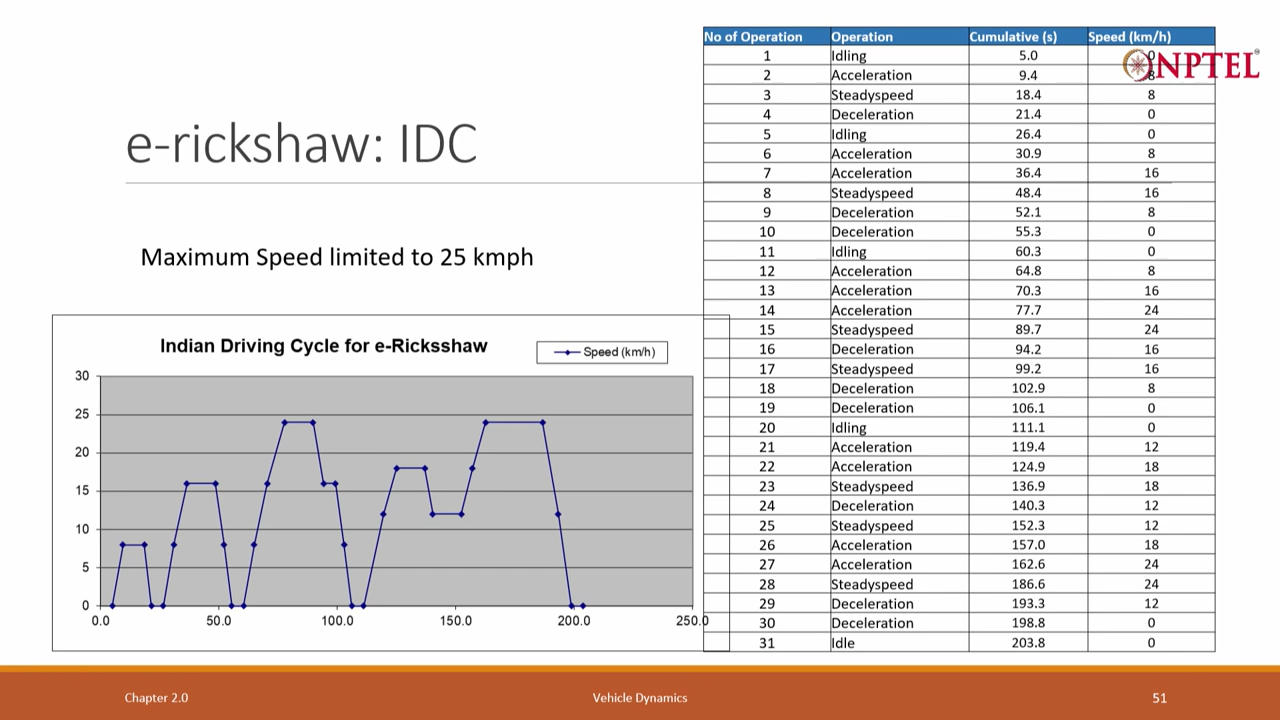 No of Operation Operation Cumulative (s) Speed (km/h)
1 Idling 5.0 0
2 Acceleration 9.4 8
3 Steadyspeed 18.4 8
4 Deceleration 21.4 0
5 Idling 26.4 0
6 Acceleration 30.9 8
7 Acceleration 36.4 16
8 Steadyspeed 48.4 16
9 Deceleration 52.1 8
10 Deceleration 55.3 0
11 Idling 60.3 0
12 Acceleration 64.8 8
13 Acceleration 70.3 16
14 Acceleration 77.7 24
15 Steadyspeed 89.7 24
16 Deceleration 94.2 16
17 Steadyspeed 99.2 16
18 Deceleration 102.9 8
19 Deceleration 106.1 0
20 Idling 111.1 0
21 Acceleration 119.4 12
22 Acceleration 124.9 18
23 Steadyspeed 136.9 18
24 Deceleration 140.3 12
25 Steadyspeed 152.3 12
26 Acceleration 157.0 18
27 Acceleration 162.6 24
28 Steadyspeed 186.6 24
29 Deceleration 193.3 12
30 Deceleration 198.8 0
31 Idle 203.8 0
NPTEL
e-rickshaw: IDC
Maximum Speed limited to 25 kmph
Indian Driving Cycle for e-Ricksshaw
Speed (km/h)
30
25
20
15
10
5
0
0.0 50.0 100.0 150.0 200.0 250.0
Chapter 2.0 Vehicle Dynamics 51